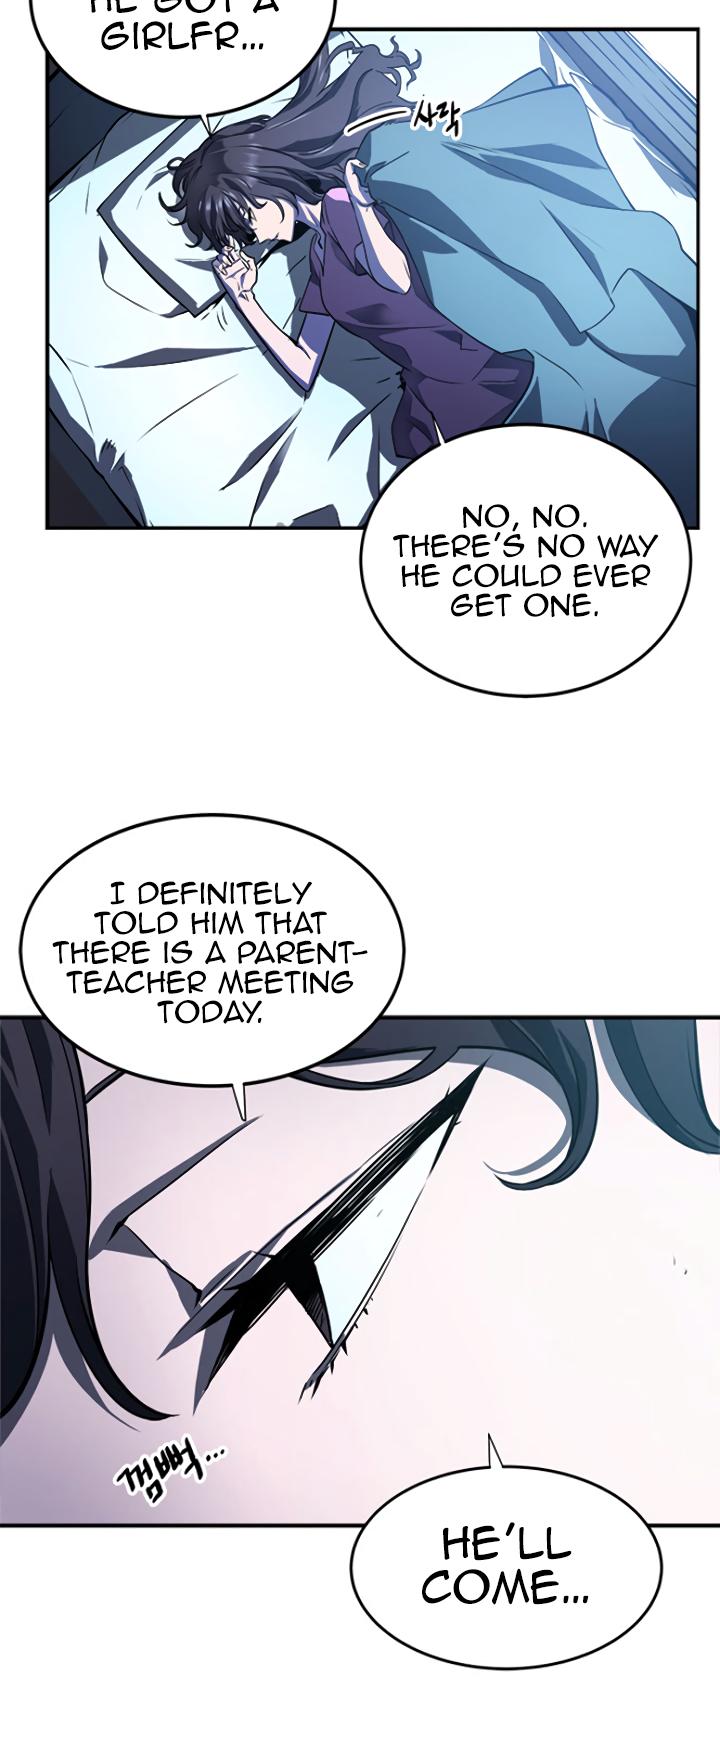 HE GOT A
GIRLFR...
사락
NO, NO.
THERE'S NO WAY
HE COULD EVER
GET ONE.
I DEFINITELY
TOLD HIM THAT
THERE IS A PARENT-
TEACHER MEETING
TODAY.
껌뻑...
HE'LL
COME...